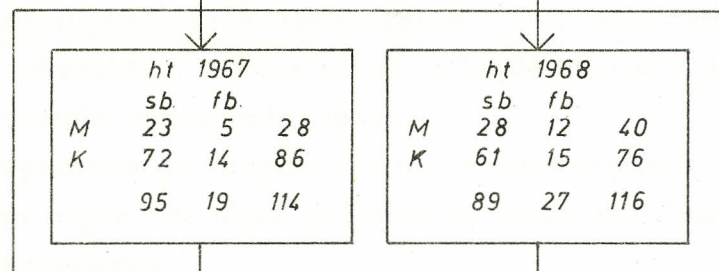 ht 1967
sb. fb.
M 23 5 28
K 72 14 86
95 19 114
ht 1968
sb fb
M 28 12 40
K 61 15 76
89 27 116